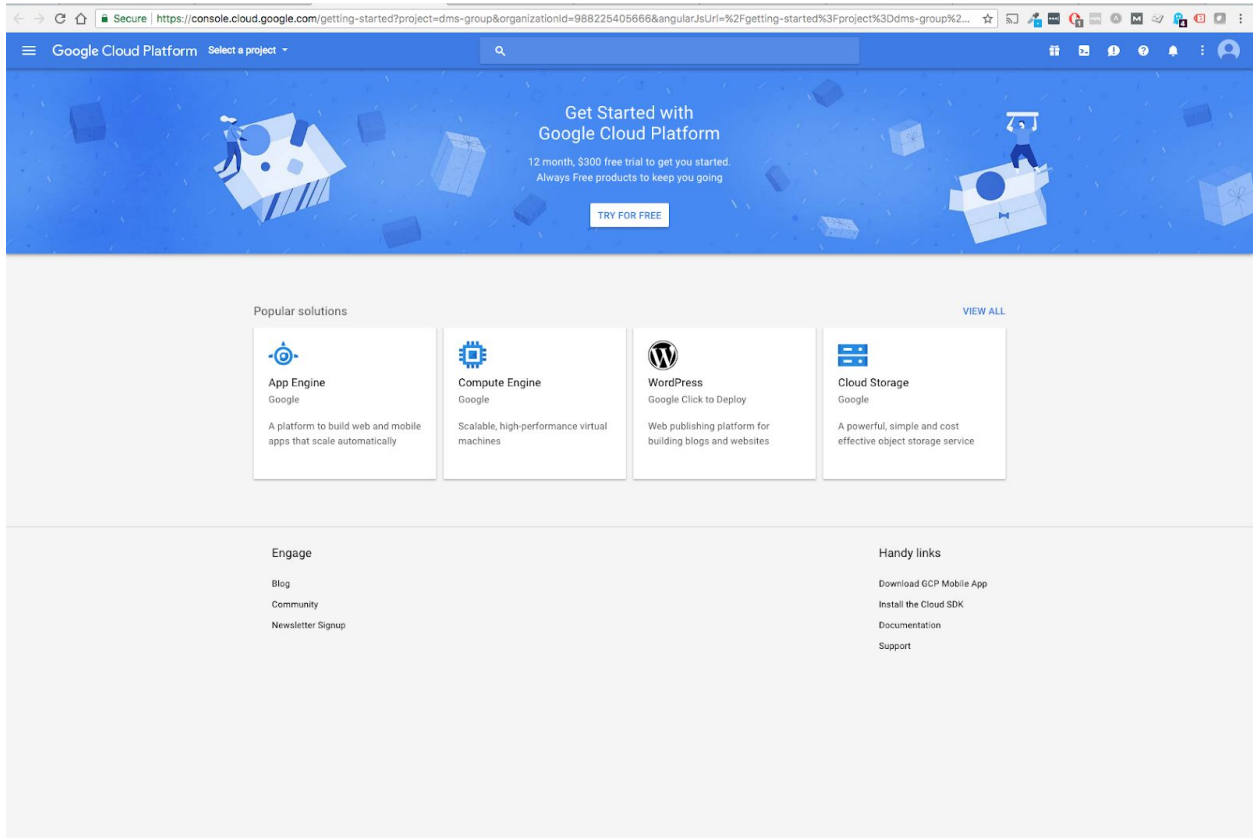 Secure | https://console.cloud.google.com/getting-started?project=dms-group&organizationId=988225405666&angularJsUrl=%2Fgetting-started%3Fproject%3Ddms-group%2...
Google Cloud Platform Select a project
Get Started with
Google Cloud Platform
12 month, $300 free trial to get you started.
Always Free products to keep you going
TRY FOR FREE
Popular solutions
VIEW ALL
App Engine
Google
A platform to build web and mobile
apps that scale automatically
Compute Engine
Google
Scalable, high-performance virtual
machines
WordPress
Google Click to Deploy
Web publishing platform for
building blogs and websites
Cloud Storage
Google
A powerful, simple and cost
effective object storage service
Engage
Blog
Community
Newsletter Signup
Handy links
Download GCP Mobile App
Install the Cloud SDK
Documentation
Support